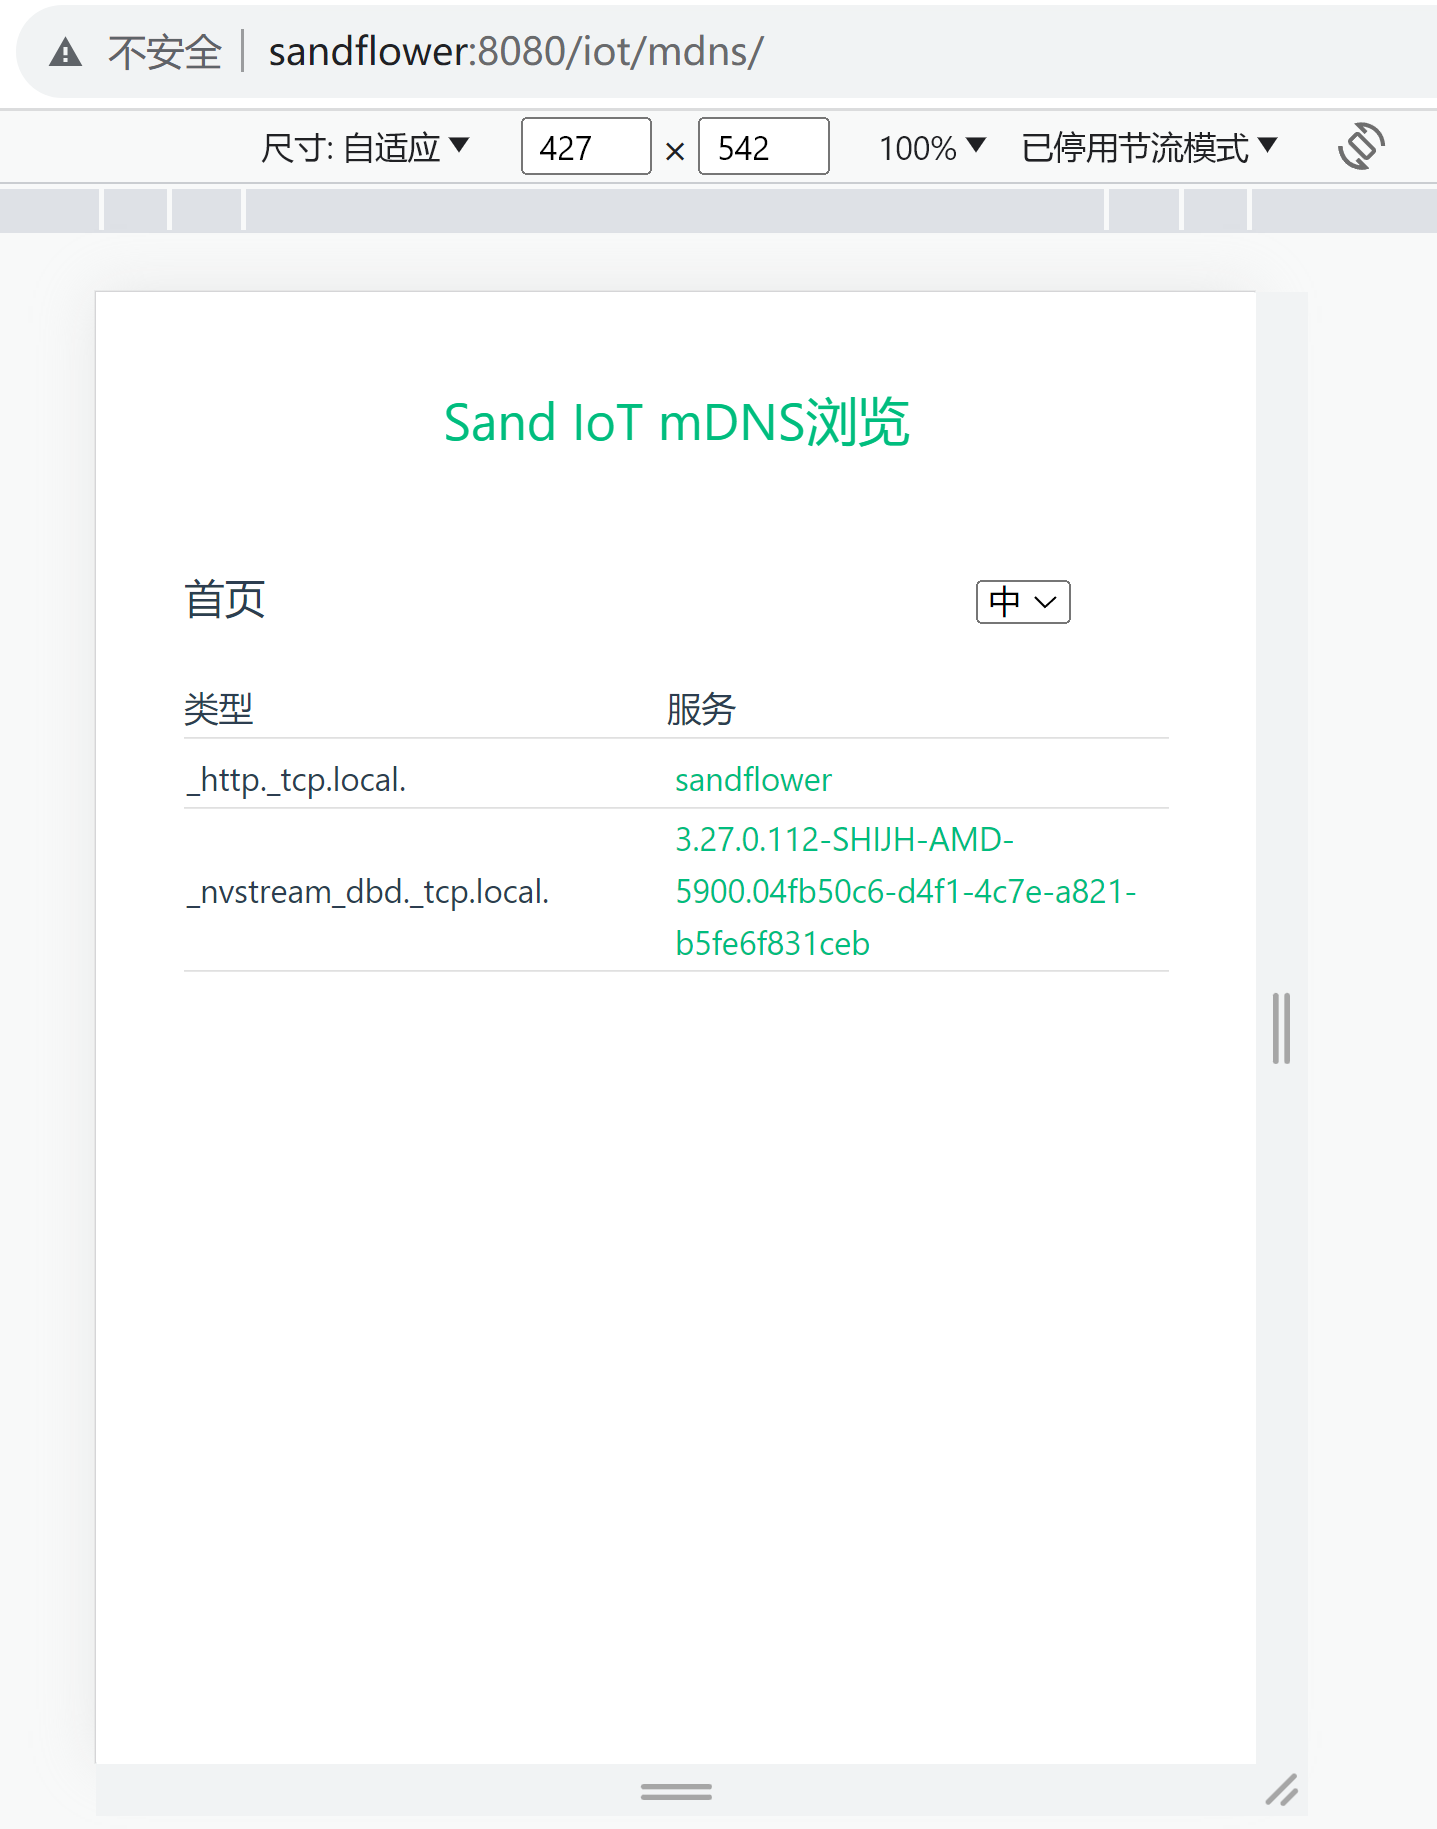 不安全 sandflower:8080/iot/mdns/
尺寸: 自适应 427 × 542 100% 已停用节流模式
Sand IoT mDNS浏览
首页 中
类型 服务
_http._tcp.local. sandflower
3.27.0.112-SHIJH-AMD-
_nvstream_dbd._tcp.local. 5900.04fb50c6-d4f1-4c7e-a821-
b5fe6f831ceb